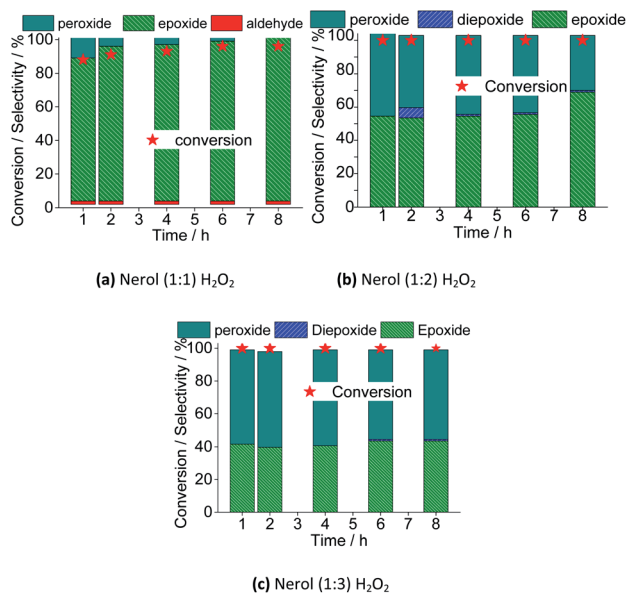 peroxide epoxide aldehyde
Conversion / Selectivity / %
100
80
60
40
20
0
conversion
1 2 3 4 5 6 7 8
Time / h
(a) Nerol (1:1) H₂O₂
peroxide diepoxide epoxide
Conversion / Selectivity / %
100
80
60
40
20
0
Conversion
1 2 3 4 5 6 7 8
Time / h
(b) Nerol (1:2) H₂O₂
peroxide Diepoxide Epoxide
Conversion / Selectivity / %
100
80
60
40
20
0
Conversion
1 2 3 4 5 6 7 8
Time / h
(c) Nerol (1:3) H₂O₂